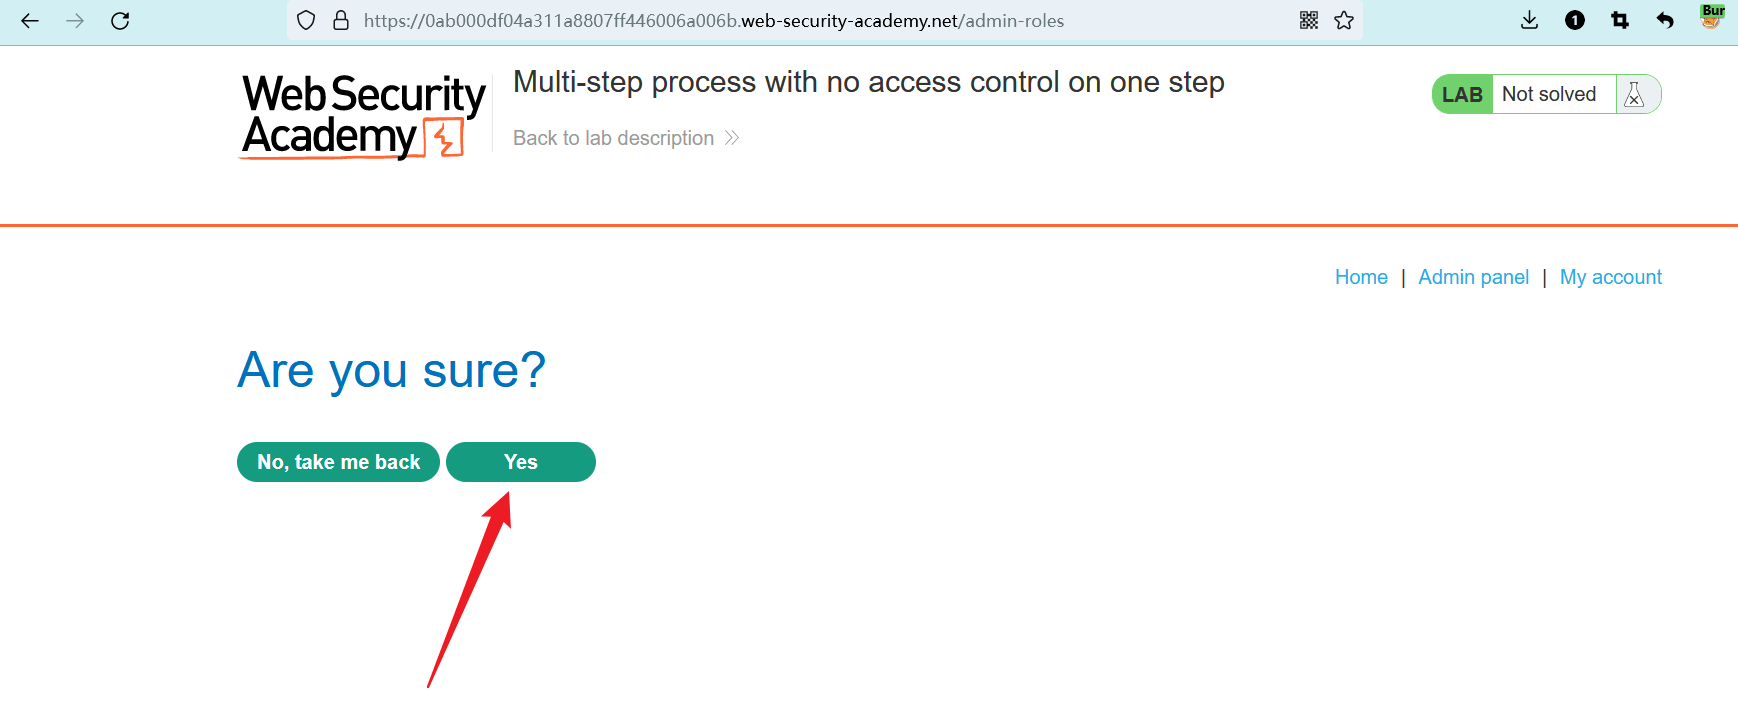 https://0ab000df04a311a8807ff446006a006b.web-security-academy.net/admin-roles
1
Bur
Web Security
Academy
Multi-step process with no access control on one step
Back to lab description
LAB Not solved
Home | Admin panel | My account
Are you sure?
No, take me back Yes